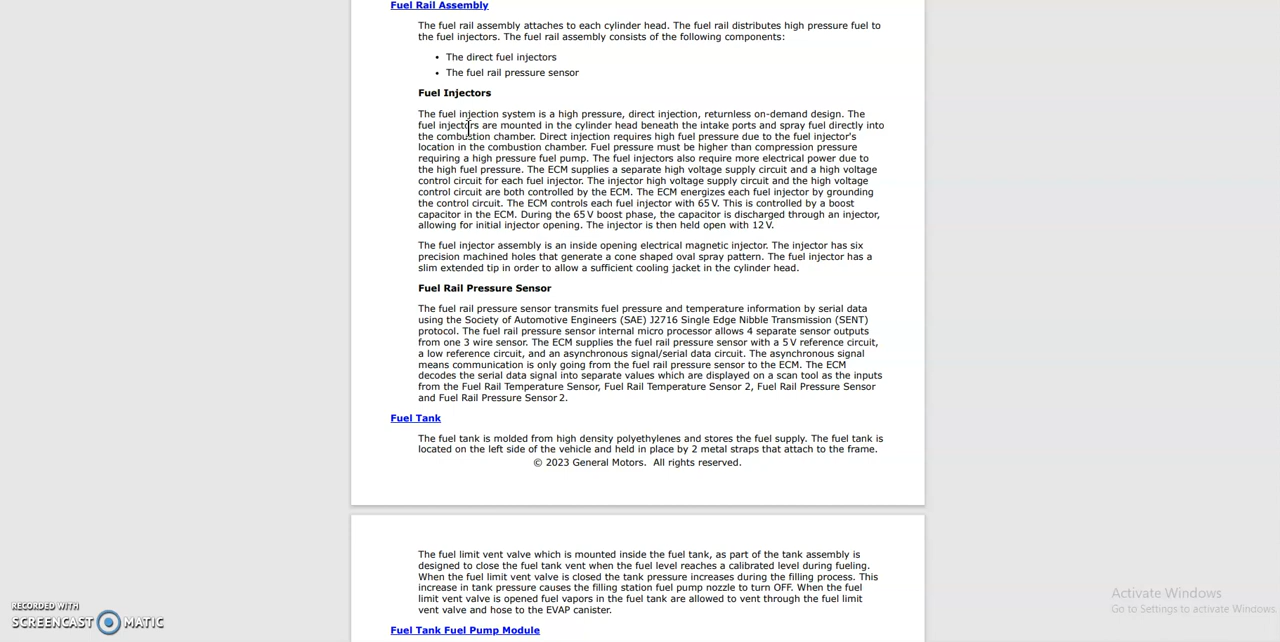 Fuel Rail Assembly
The fuel rail assembly attaches to each cylinder head. The fuel rail distributes high pressure fuel to
the fuel injectors. The fuel rail assembly consists of the following components:
• The direct fuel injectors
• The fuel rail pressure sensor
Fuel Injectors
The fuel injection system is a high pressure, direct injection, returnless on-demand design. The
fuel injectors are mounted in the cylinder head beneath the intake ports and spray fuel directly into
the combustion chamber. Direct injection requires high fuel pressure due to the fuel injector's
location in the combustion chamber. Fuel pressure must be higher than compression pressure
requiring a high pressure fuel pump. The fuel injectors also require more electrical power due to
the high fuel pressure. The ECM supplies a separate high voltage supply circuit and a high voltage
control circuit for each fuel injector. The injector high voltage supply circuit and the high voltage
control circuit are both controlled by the ECM. The ECM energizes each fuel injector by grounding
the control circuit. The ECM controls each fuel injector with 65 V. This is controlled by a boost
capacitor in the ECM. During the 65 V boost phase, the capacitor is discharged through an injector,
allowing for initial injector opening. The injector is then held open with 12 V.
The fuel injector assembly is an inside opening electrical magnetic injector. The injector has six
precision machined holes that generate a cone shaped oval spray pattern. The fuel injector has a
slim extended tip in order to allow a sufficient cooling jacket in the cylinder head.
Fuel Rail Pressure Sensor
The fuel rail pressure sensor transmits fuel pressure and temperature information by serial data
using the Society of Automotive Engineers (SAE) J2716 Single Edge Nibble Transmission (SENT)
protocol. The fuel rail pressure sensor internal micro processor allows 4 separate sensor outputs
from one 3 wire sensor. The ECM supplies the fuel rail pressure sensor with a 5 V reference circuit,
a low reference circuit, and an asynchronous signal/serial data circuit. The asynchronous signal
means communication is only going from the fuel rail pressure sensor to the ECM. The ECM
decodes the serial data signal into separate values which are displayed on a scan tool as the inputs
from the Fuel Rail Temperature Sensor, Fuel Rail Temperature Sensor 2, Fuel Rail Pressure Sensor
and Fuel Rail Pressure Sensor 2.
Fuel Tank
The fuel tank is molded from high density polyethylenes and stores the fuel supply. The fuel tank is
located on the left side of the vehicle and held in place by 2 metal straps that attach to the frame.
© 2023 General Motors. All rights reserved.
The fuel limit vent valve which is mounted inside the fuel tank, as part of the tank assembly is
designed to close the fuel tank vent when the fuel level reaches a calibrated level during fueling.
When the fuel limit vent valve is closed the tank pressure increases during the filling process. This
increase in tank pressure causes the filling station fuel pump nozzle to turn OFF. When the fuel
limit vent valve is opened fuel vapors in the fuel tank are allowed to vent through the fuel limit
vent valve and hose to the EVAP canister.
Fuel Tank Fuel Pump Module
Activate Windows
Go to Settings to activate Windows.
RECORDED WITH
SCREENCAST MATIC